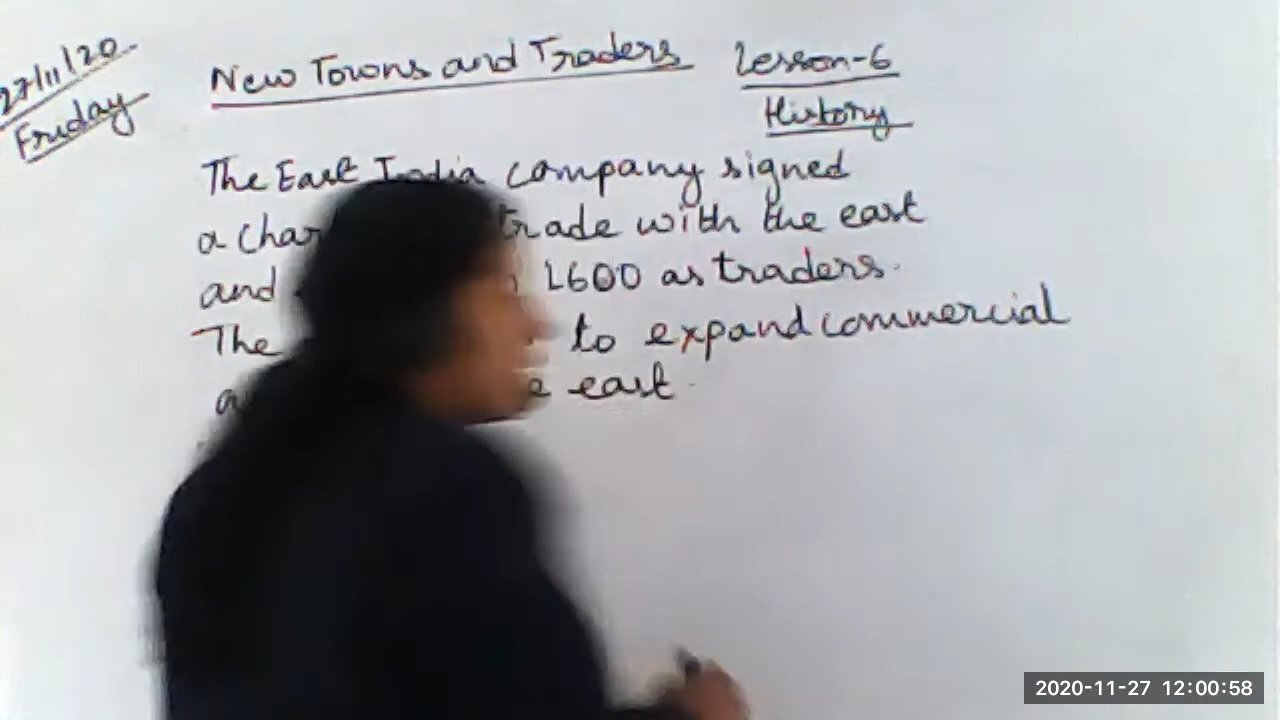 27/11/20
Friday
New Towns and Traders
Lesson-6
History
The East India company signed
a trade with the east
and 1600 as traders.
The to expand commercial
east.
2020-11-27 12:00:58